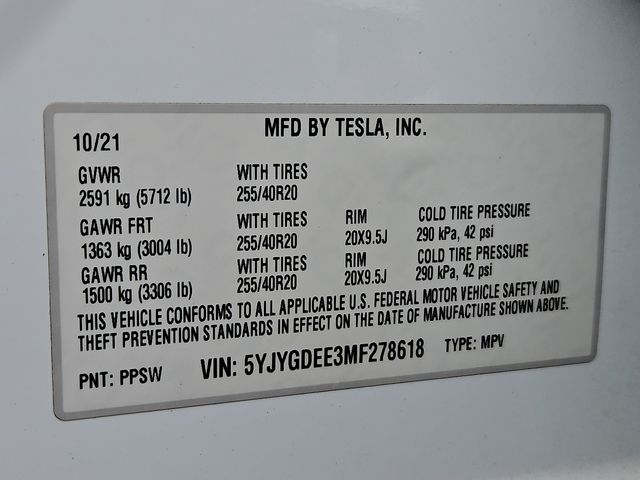 10/21 MFD BY TESLA, INC.
GVWR WITH TIRES
2591 kg (5712 lb) 255/40R20
GAWR FRT WITH TIRES RIM COLD TIRE PRESSURE
1363 kg (3004 lb) 255/40R20 20X9.5J 290 kPa, 42 psi
GAWR RR WITH TIRES RIM COLD TIRE PRESSURE
1500 kg (3306 lb) 255/40R20 20X9.5J 290 kPa, 42 psi
THIS VEHICLE CONFORMS TO ALL APPLICABLE U.S. FEDERAL MOTOR VEHICLE SAFETY AND
THEFT PREVENTION STANDARDS IN EFFECT ON THE DATE OF MANUFACTURE SHOWN ABOVE.
PNT: PPSW VIN: 5YJYGDEE3MF278618 TYPE: MPV